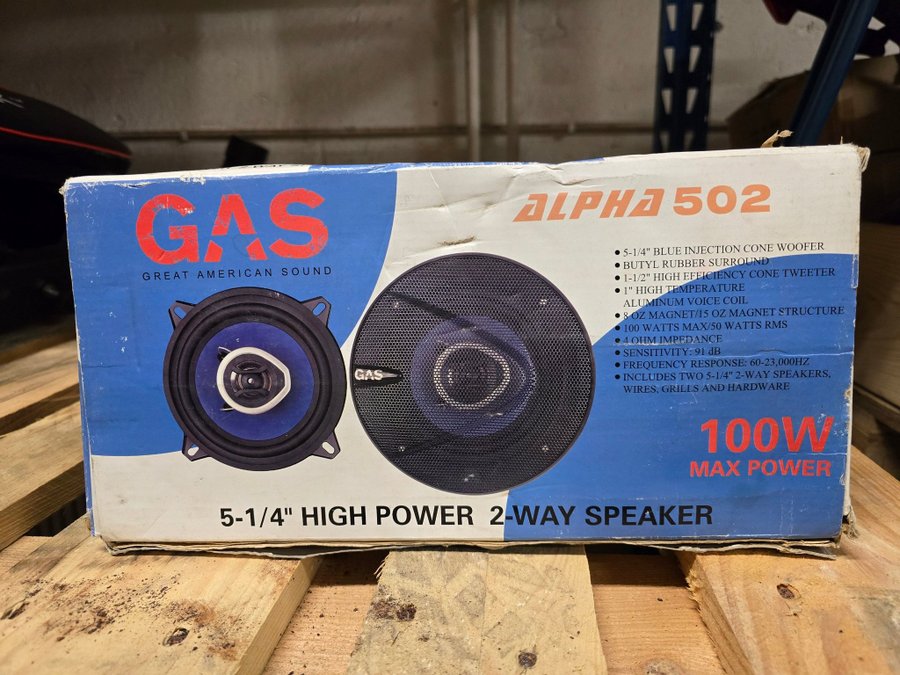 GAS
GREAT AMERICAN SOUND
ALPHA 502
• 5-1/4" BLUE INJECTION CONE WOOFER
• BUTYL RUBBER SURROUND
• 1-1/2" HIGH EFFICIENCY CONE TWEETER
• 1" HIGH TEMPERATURE
ALUMINUM VOICE COIL
• 8 OZ MAGNET/15 OZ MAGNET STRUCTURE
• 100 WATTS MAX/50 WATTS RMS
• 4 OHM IMPEDANCE
• SENSITIVITY: 91 dB
• FREQUENCY RESPONSE: 60-23,000HZ
• INCLUDES TWO 5-1/4" 2-WAY SPEAKERS,
WIRES, GRILLS AND HARDWARE
GAS
100W
MAX POWER
5-1/4" HIGH POWER 2-WAY SPEAKER